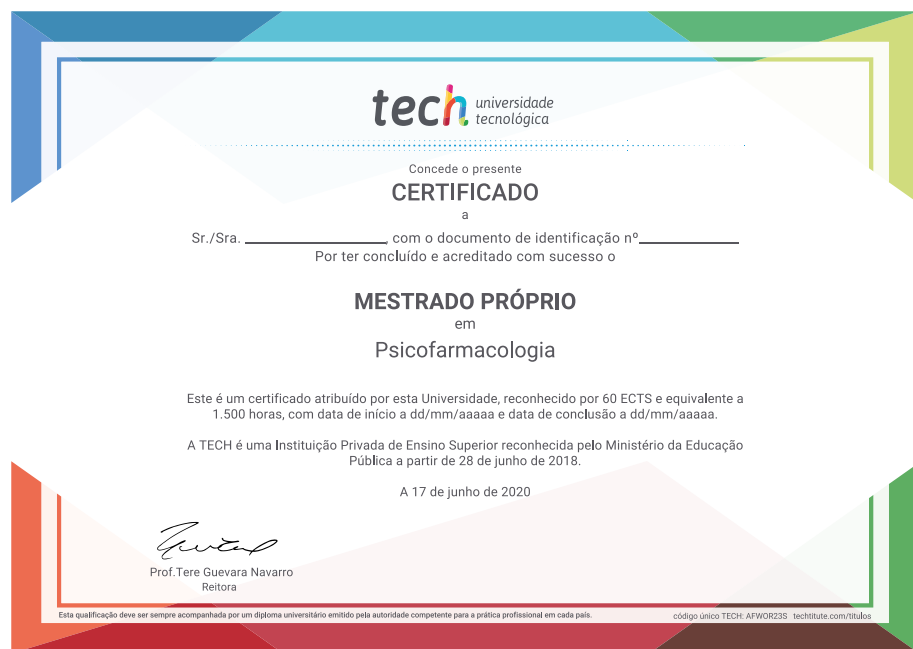 tech universidade
tecnológica
Concede o presente
CERTIFICADO
a
Sr./Sra. ________________, com o documento de identificação nº____________
Por ter concluído e acreditado com sucesso o
MESTRADO PRÓPRIO
em
Psicofarmacologia
Este é um certificado atribuído por esta Universidade, reconhecido por 60 ECTS e equivalente a
1.500 horas, com data de início a dd/mm/aaaaa e data de conclusão a dd/mm/aaaaa.
A TECH é uma Instituição Privada de Ensino Superior reconhecida pelo Ministério da Educação
Pública a partir de 28 de junho de 2018.
A 17 de junho de 2020
Prof.Tere Guevara Navarro
Reitora
Esta qualificação deve ser sempre acompanhada por um diploma universitário emitido pela autoridade competente para a prática profissional em cada país.
código único TECH: AFWOR23S techtitute.com/titulos